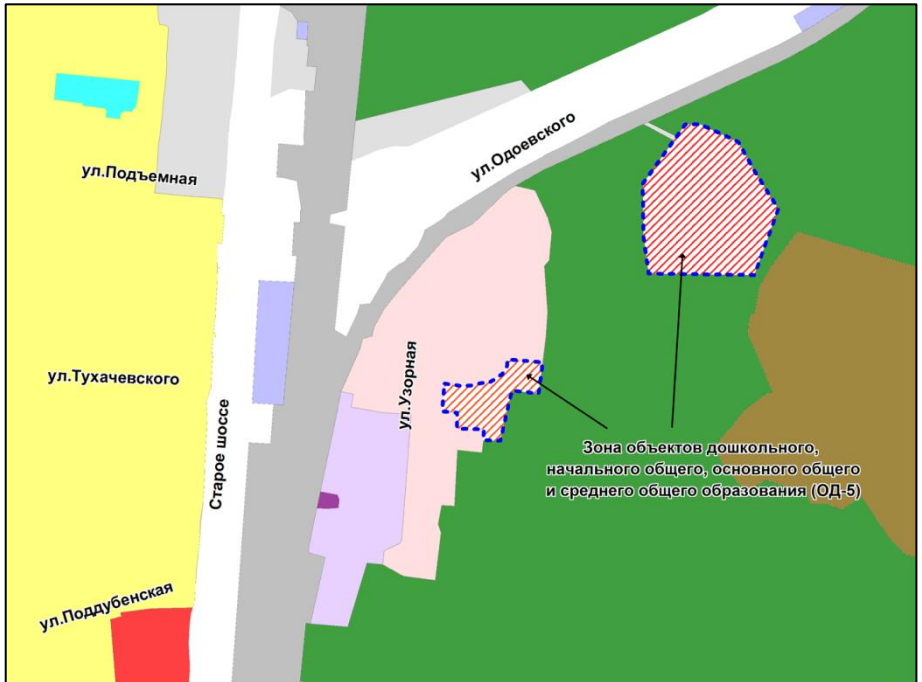 ул.Одоевского
ул.Подъемная
ул.Тухачевского
ул.Узорная
Старое шоссе
Зона объектов дошкольного,
начального общего, основного общего
и среднего общего образования (ОД-5)
ул.Поддубенская